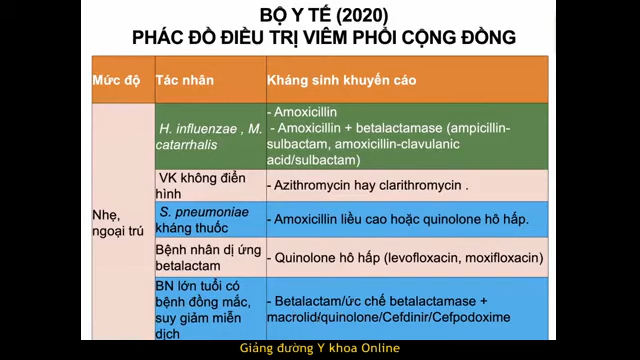 BỘ Y TẾ (2020)
PHÁC ĐỒ ĐIỀU TRỊ VIÊM PHỔI CỘNG ĐỒNG
Mức độ
Tác nhân
Kháng sinh khuyến cáo
Nhẹ,
ngoại trú
H. influenzae , M.
catarrhalis
- Amoxicillin
- Amoxicillin + betalactamase (ampicillin-
sulbactam, amoxicillin-clavulanic
acid/sulbactam)
VK không điển
hình
- Azithromycin hay clarithromycin .
S. pneumoniae
kháng thuốc
- Amoxicillin liều cao hoặc quinolone hô hấp.
Bệnh nhân dị ứng
betalactam
- Quinolone hô hấp (levofloxacin, moxifloxacin)
BN lớn tuổi có
bệnh đồng mắc,
suy giảm miễn
dịch
- Betalactam/ức chế betalactamase +
macrolid/quinolone/Cefdinir/Cefpodoxime
Giảng đường Y khoa Online